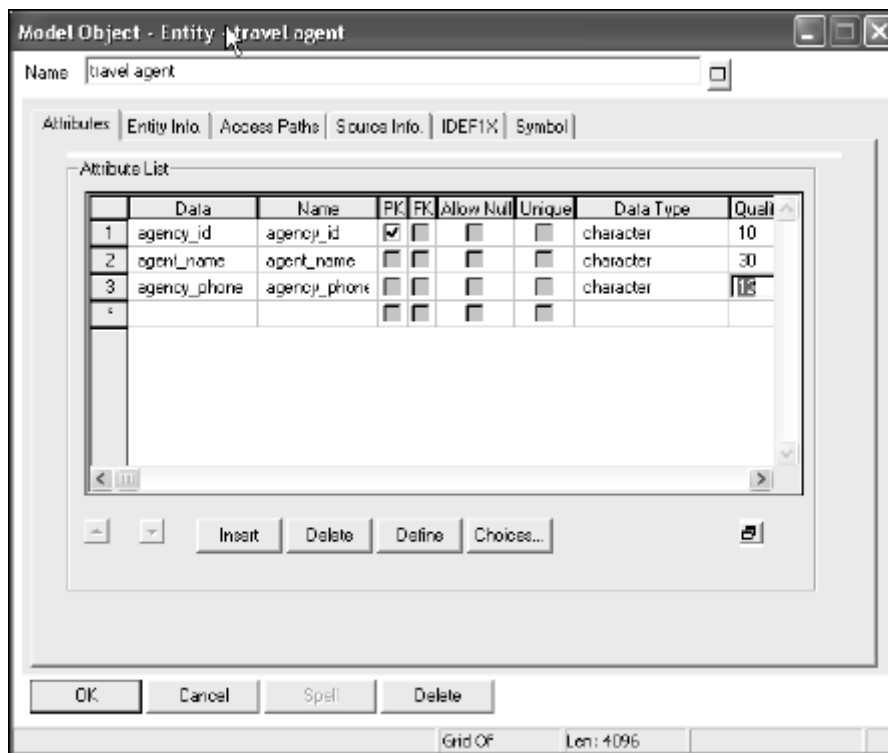 Model Object - Entity - travel agent
Name travel agent
Attributes Entity Info. Access Paths Source Info. IDEF1X Symbol
Attribute List
Data Name PK FK Allow Null Unique Data Type Quali
1 agency_id agency_id character 10
2 agent_name agent_name character 30
3 agency_phone agency_phone character
*
Insert Delete Define Choices...
OK Cancel Spell Delete
Grid OF Len: 4096